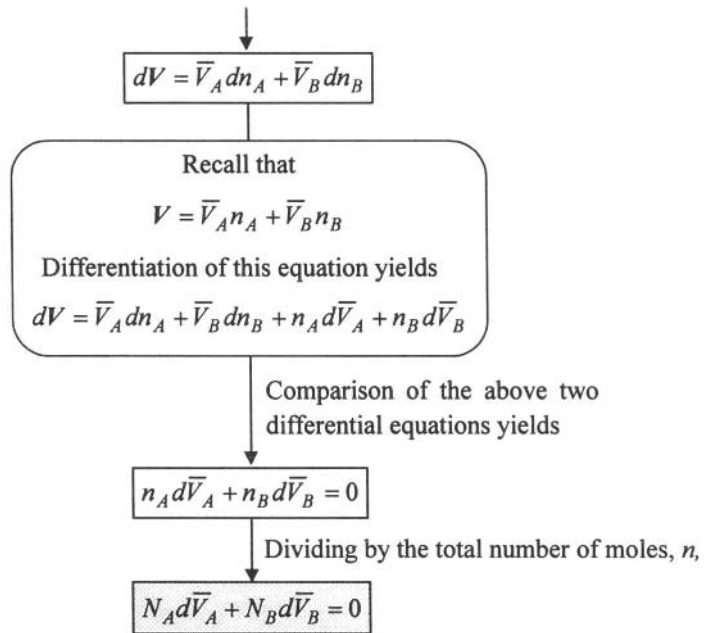 dV = V̅_A dn_A + V̅_B dn_B
Recall that
V = V̅_A n_A + V̅_B n_B
Differentiation of this equation yields
dV = V̅_A dn_A + V̅_B dn_B + n_A dV̅_A + n_B dV̅_B
Comparison of the above two
differential equations yields
n_A dV̅_A + n_B dV̅_B = 0
Dividing by the total number of moles, n,
N_A dV̅_A + N_B dV̅_B = 0